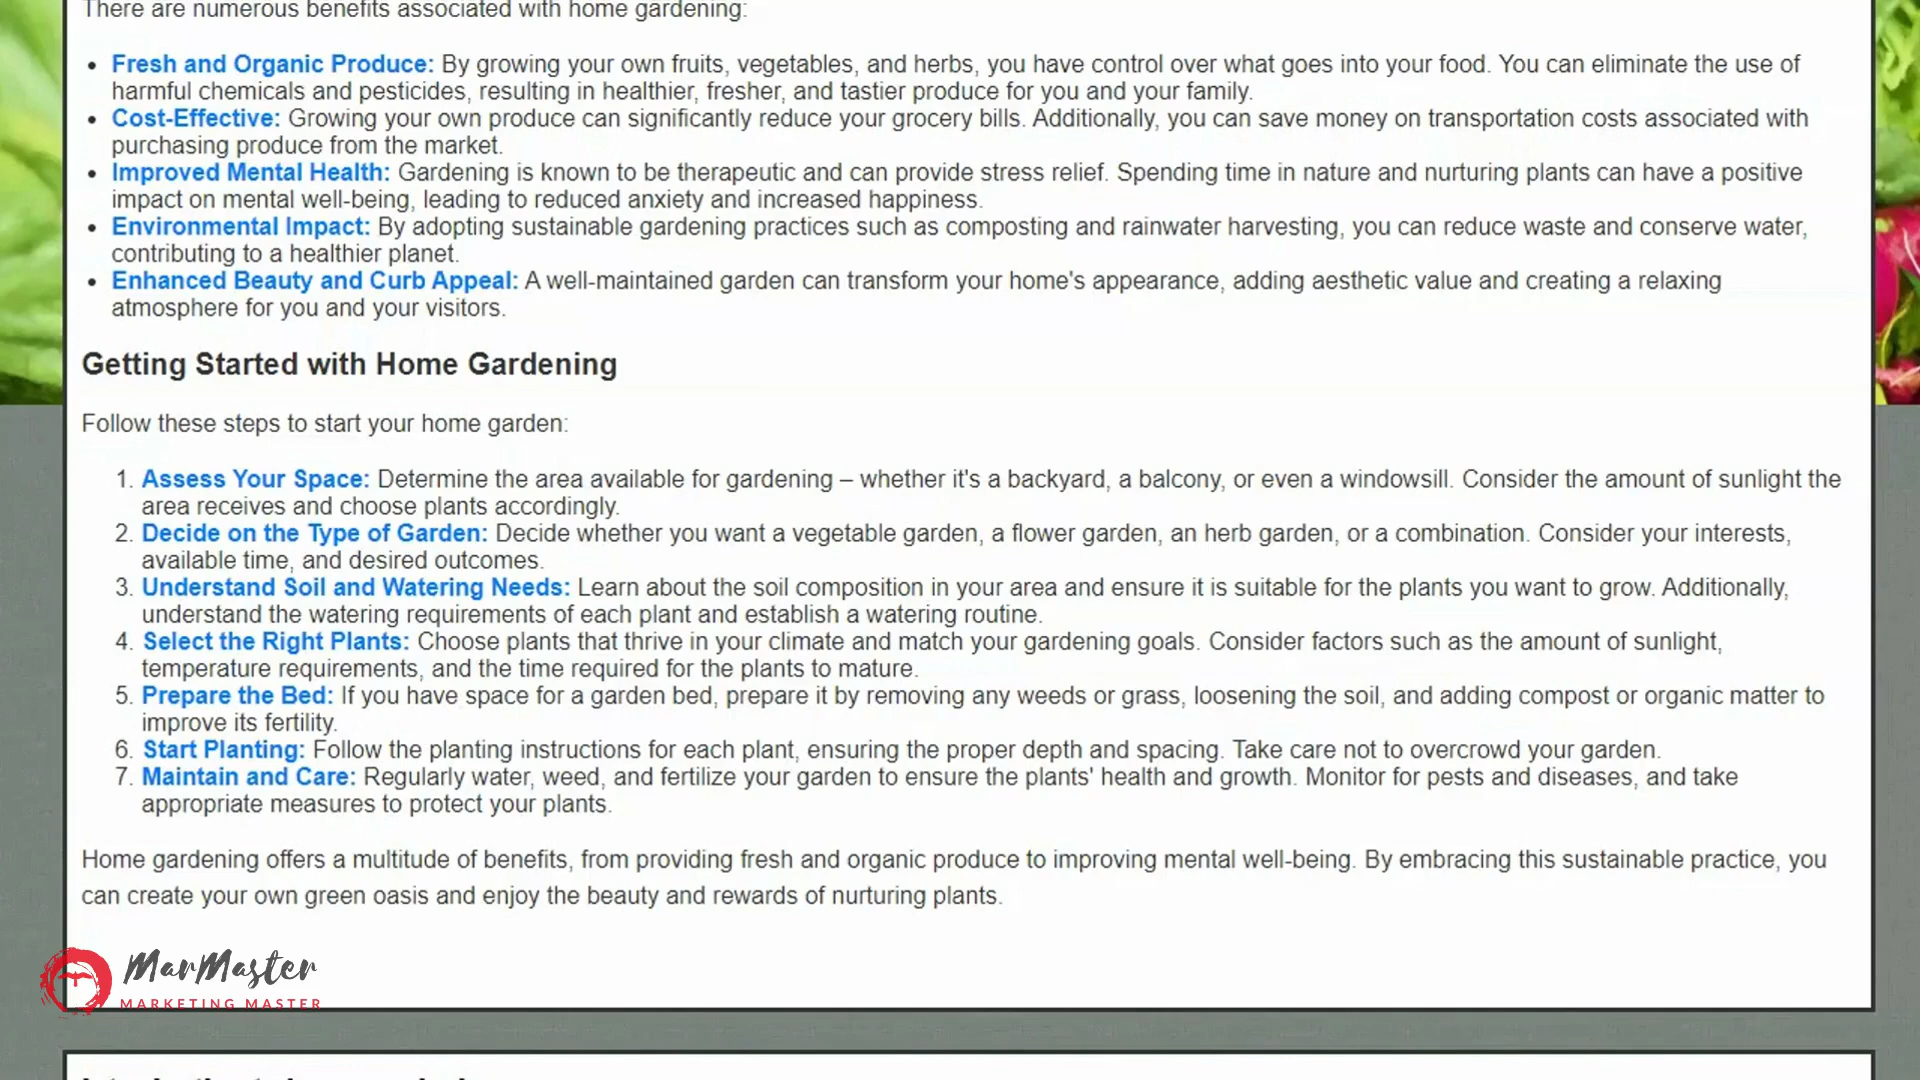 There are numerous benefits associated with home gardening:
• Fresh and Organic Produce: By growing your own fruits, vegetables, and herbs, you have control over what goes into your food. You can eliminate the use of
harmful chemicals and pesticides, resulting in healthier, fresher, and tastier produce for you and your family.
• Cost-Effective: Growing your own produce can significantly reduce your grocery bills. Additionally, you can save money on transportation costs associated with
purchasing produce from the market.
• Improved Mental Health: Gardening is known to be therapeutic and can provide stress relief. Spending time in nature and nurturing plants can have a positive
impact on mental well-being, leading to reduced anxiety and increased happiness.
• Environmental Impact: By adopting sustainable gardening practices such as composting and rainwater harvesting, you can reduce waste and conserve water,
contributing to a healthier planet.
• Enhanced Beauty and Curb Appeal: A well-maintained garden can transform your home's appearance, adding aesthetic value and creating a relaxing
atmosphere for you and your visitors.
Getting Started with Home Gardening
Follow these steps to start your home garden:
1. Assess Your Space: Determine the area available for gardening – whether it's a backyard, a balcony, or even a windowsill. Consider the amount of sunlight the
area receives and choose plants accordingly.
2. Decide on the Type of Garden: Decide whether you want a vegetable garden, a flower garden, an herb garden, or a combination. Consider your interests,
available time, and desired outcomes.
3. Understand Soil and Watering Needs: Learn about the soil composition in your area and ensure it is suitable for the plants you want to grow. Additionally,
understand the watering requirements of each plant and establish a watering routine.
4. Select the Right Plants: Choose plants that thrive in your climate and match your gardening goals. Consider factors such as the amount of sunlight,
temperature requirements, and the time required for the plants to mature.
5. Prepare the Bed: If you have space for a garden bed, prepare it by removing any weeds or grass, loosening the soil, and adding compost or organic matter to
improve its fertility.
6. Start Planting: Follow the planting instructions for each plant, ensuring the proper depth and spacing. Take care not to overcrowd your garden.
7. Maintain and Care: Regularly water, weed, and fertilize your garden to ensure the plants' health and growth. Monitor for pests and diseases, and take
appropriate measures to protect your plants.
Home gardening offers a multitude of benefits, from providing fresh and organic produce to improving mental well-being. By embracing this sustainable practice, you
can create your own green oasis and enjoy the beauty and rewards of nurturing plants.
MarMaster
MARKETING MASTER